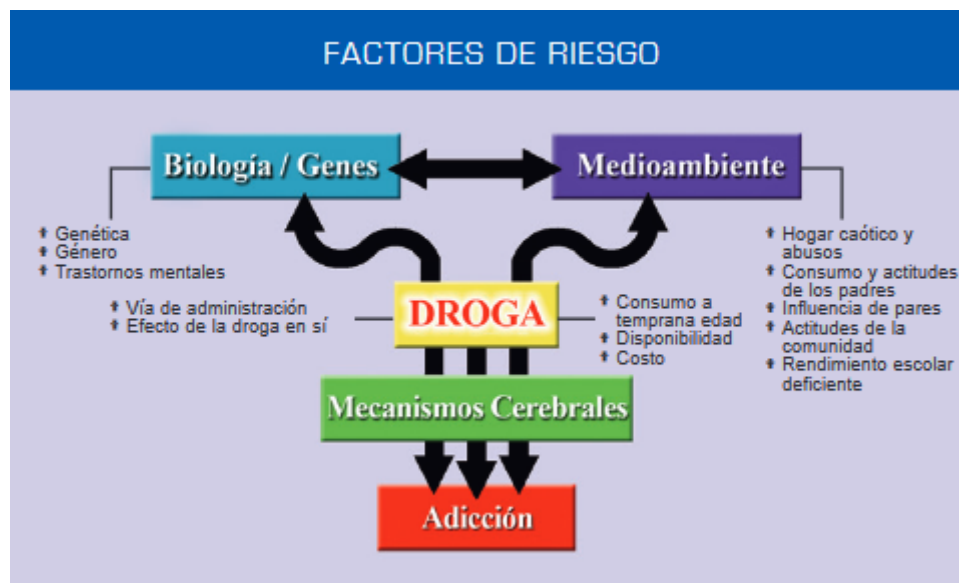 FACTORES DE RIESGO
Biología / Genes
Medioambiente
Genética
Género
Trastornos mentales
Hogar caótico y
abusos
Consumo y actitudes
de los padres
Influencia de pares
Actitudes de la
comunidad
Rendimiento escolar
deficiente
Vía de administración
Efecto de la droga en sí
DROGA
Consumo a
temprana edad
Disponibilidad
Costo
Mecanismos Cerebrales
Adicción